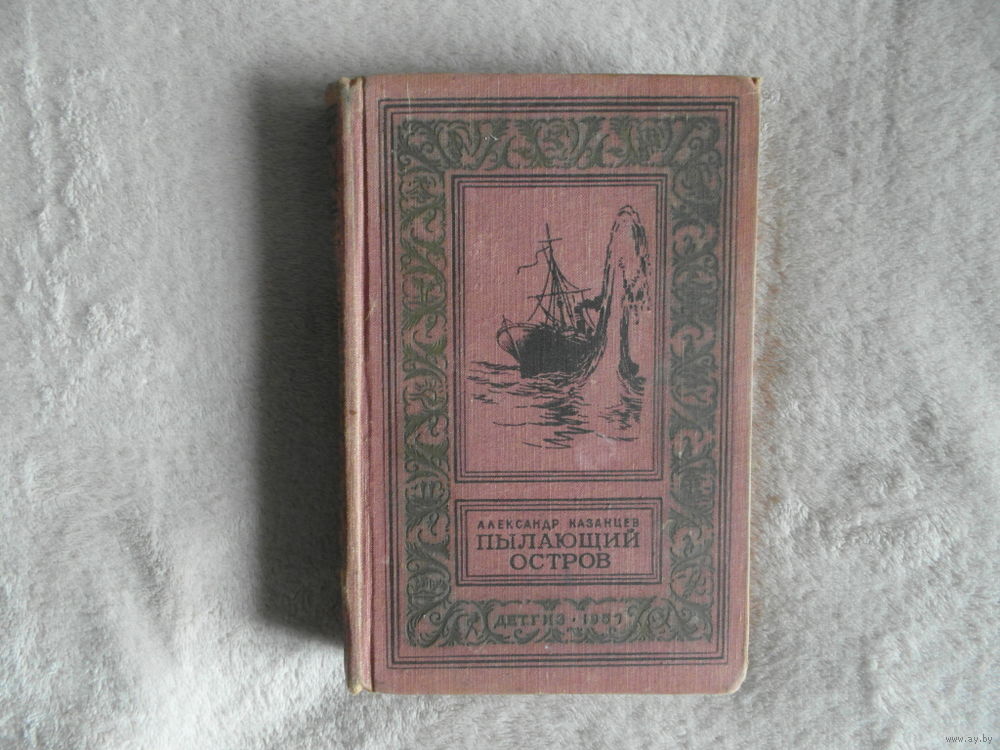 АЛЕКСАНДР КАЗАНЦЕВ
ПЫЛАЮЩИЙ
ОСТРОВ
ДЕТГИЗ · 1957
www.ay.by